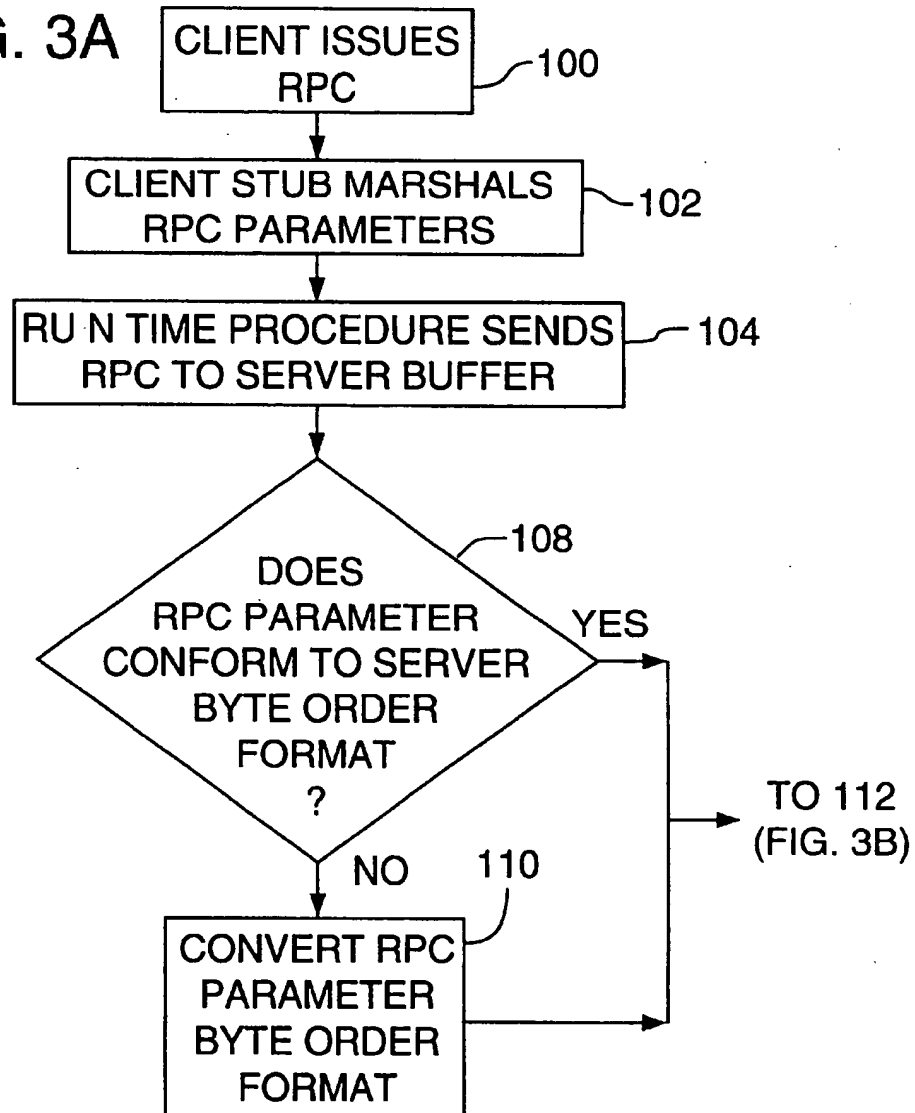 G. 3A
CLIENT ISSUES
RPC
100
CLIENT STUB MARSHALS
RPC PARAMETERS
102
RU N TIME PROCEDURE SENDS
RPC TO SERVER BUFFER
104
108
DOES
RPC PARAMETER
CONFORM TO SERVER
BYTE ORDER
FORMAT
?
YES
TO 112
(FIG. 3B)
NO
110
CONVERT RPC
PARAMETER
BYTE ORDER
FORMAT